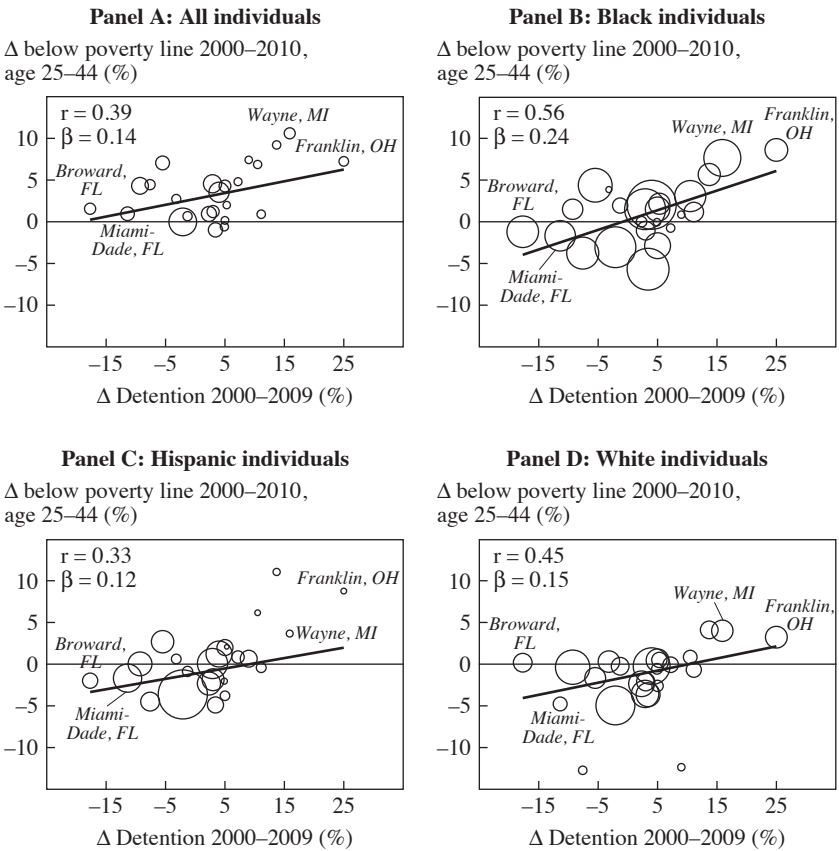 Panel A: All individuals
Δ below poverty line 2000–2010,
age 25–44 (%)
r = 0.39
β = 0.14
Wayne, MI
Franklin, OH
Broward,
FL
Miami-
Dade, FL
10
5
0
−5
−10
−15
−5
5
15
25
Δ Detention 2000–2009 (%)
Panel B: Black individuals
Δ below poverty line 2000–2010,
age 25–44 (%)
r = 0.56
β = 0.24
Wayne, MI
Franklin,
OH
Broward,
FL
Miami-
Dade, FL
10
5
0
−5
−10
−15
−5
5
15
25
Δ Detention 2000–2009 (%)
Panel C: Hispanic individuals
Δ below poverty line 2000–2010,
age 25–44 (%)
r = 0.33
β = 0.12
Franklin, OH
Wayne, MI
Broward,
FL
Miami-
Dade, FL
10
5
0
−5
−10
−15
−5
5
15
25
Δ Detention 2000–2009 (%)
Panel D: White individuals
Δ below poverty line 2000–2010,
age 25–44 (%)
r = 0.45
β = 0.15
Wayne, MI
Franklin,
OH
Broward,
FL
Miami-
Dade, FL
10
5
0
−5
−10
−15
−5
5
15
25
Δ Detention 2000–2009 (%)